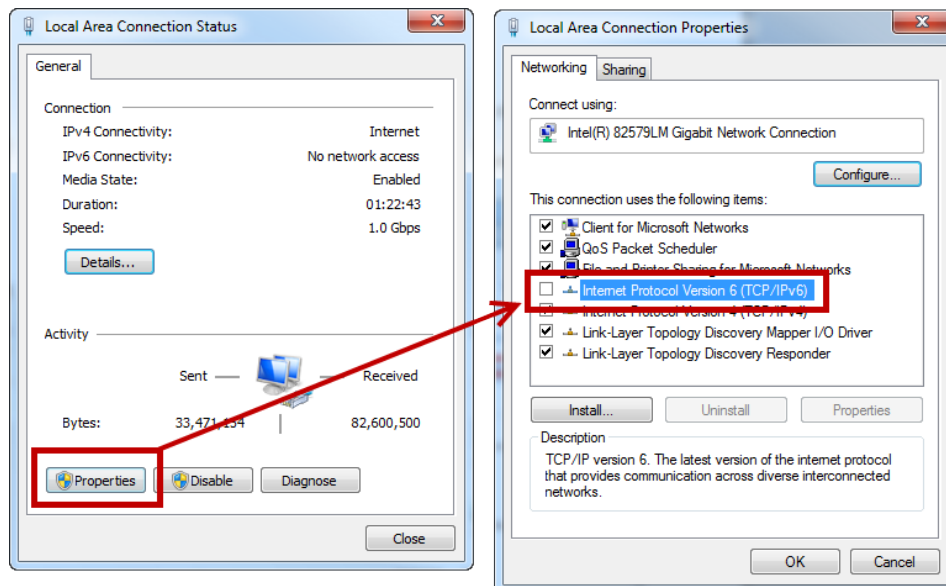 Local Area Connection Status
General
Connection
IPv4 Connectivity: Internet
IPv6 Connectivity: No network access
Media State: Enabled
Duration: 01:22:43
Speed: 1.0 Gbps
Details...
Activity
Sent Received
Bytes: 33,471,134 82,600,500
Properties Disable Diagnose
Close
Local Area Connection Properties
Networking Sharing
Connect using:
Intel(R) 82579LM Gigabit Network Connection
Configure...
This connection uses the following items:
Client for Microsoft Networks
QoS Packet Scheduler
File and Printer Sharing for Microsoft Networks
Internet Protocol Version 6 (TCP/IPv6)
Internet Protocol Version 4 (TCP/IPv4)
Link-Layer Topology Discovery Mapper I/O Driver
Link-Layer Topology Discovery Responder
Install... Uninstall Properties
Description
TCP/IP version 6. The latest version of the internet protocol
that provides communication across diverse interconnected
networks.
OK Cancel